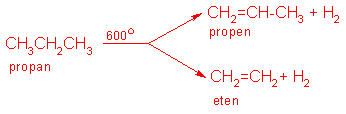 CH₂=CH-CH₃ + H₂
propen
600°
CH₃CH₂CH₃
propan
CH₂=CH₂+ H₂
eten